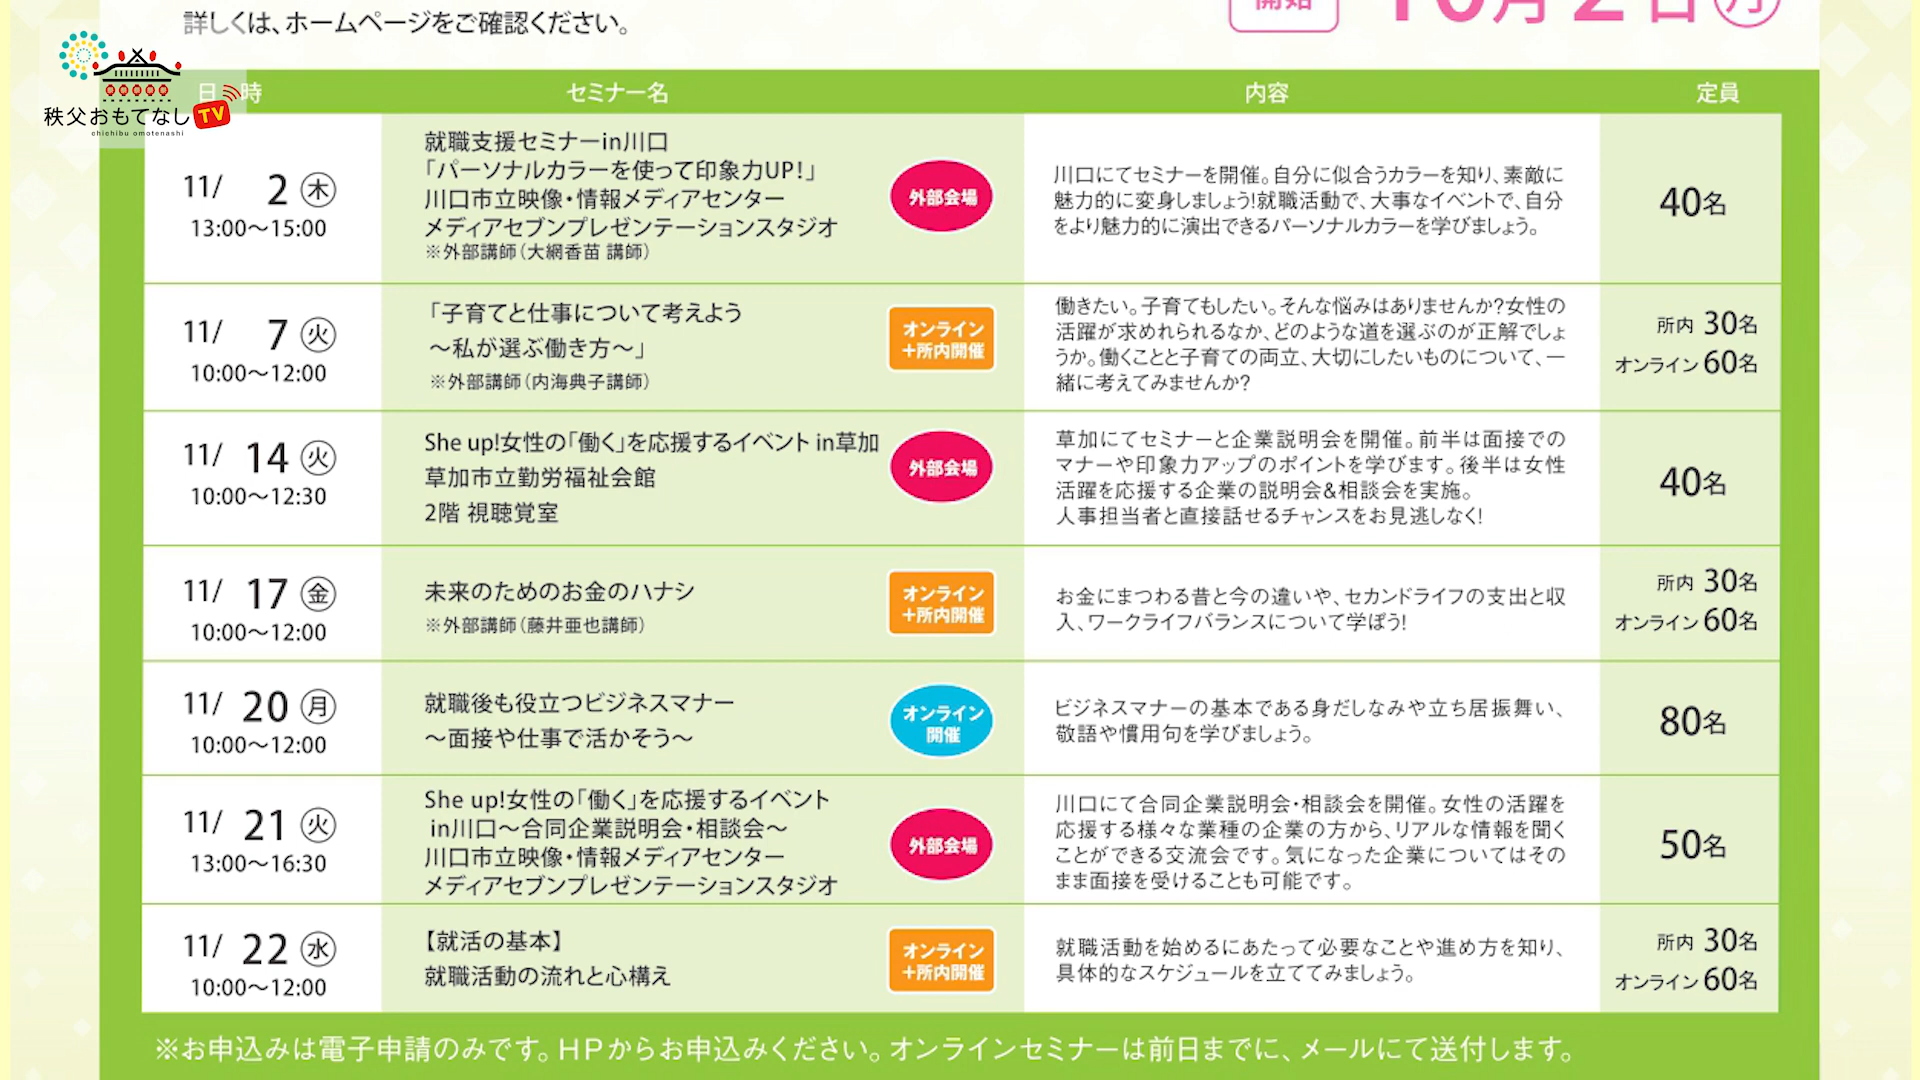 詳しくは、ホームページをご確認ください。
開始 10月2日(月)
秩父おもてなしTV
chichibu omotenashi
日 時 セミナー名 内容 定員
11/ 2 (木)
13:00～15:00
就職支援セミナーin川口
「パーソナルカラーを使って印象力UP!」
川口市立映像・情報メディアセンター
メディアセブンプレゼンテーションスタジオ
※外部講師（大網香苗 講師）
外部会場
川口にてセミナーを開催。自分に似合うカラーを知り、素敵に
魅力的に変身しましょう!就職活動で、大事なイベントで、自分
をより魅力的に演出できるパーソナルカラーを学びましょう。
40名
11/ 7 (火)
10:00～12:00
「子育てと仕事について考えよう
～私が選ぶ働き方～」
※外部講師（内海典子講師）
オンライン
+所内開催
働きたい。子育てもしたい。そんな悩みはありませんか?女性の
活躍が求めれられるなか、どのような道を選ぶのが正解でしょ
うか。働くことと子育ての両立、大切にしたいものについて、一
緒に考えてみませんか?
所内 30名
オンライン 60名
11/ 14 (火)
10:00～12:30
She up!女性の「働く」を応援するイベント in草加
草加市立勤労福祉会館
2階 視聴覚室
外部会場
草加にてセミナーと企業説明会を開催。前半は面接での
マナーや印象力アップのポイントを学びます。後半は女性
活躍を応援する企業の説明会&相談会を実施。
人事担当者と直接話せるチャンスをお見逃しなく!
40名
11/ 17 (金)
10:00～12:00
未来のためのお金のハナシ
※外部講師（藤井亜也講師）
オンライン
+所内開催
お金にまつわる昔と今の違いや、セカンドライフの支出と収
入、ワークライフバランスについて学ぼう!
所内 30名
オンライン 60名
11/ 20 (月)
10:00～12:00
就職後も役立つビジネスマナー
～面接や仕事で活かそう～
オンライン
開催
ビジネスマナーの基本である身だしなみや立ち居振舞い、
敬語や慣用句を学びましょう。
80名
11/ 21 (火)
13:00～16:30
She up!女性の「働く」を応援するイベント
in川口～合同企業説明会・相談会～
川口市立映像・情報メディアセンター
メディアセブンプレゼンテーションスタジオ
外部会場
川口にて合同企業説明会・相談会を開催。女性の活躍を
応援する様々な業種の企業の方から、リアルな情報を聞く
ことができる交流会です。気になった企業についてはその
まま面接を受けることも可能です。
50名
11/ 22 (水)
10:00～12:00
【就活の基本】
就職活動の流れと心構え
オンライン
+所内開催
就職活動を始めるにあたって必要なことや進め方を知り、
具体的なスケジュールを立ててみましょう。
所内 30名
オンライン 60名
※お申込みは電子申請のみです。HPからお申込みください。オンラインセミナーは前日までに、メールにて送付します。